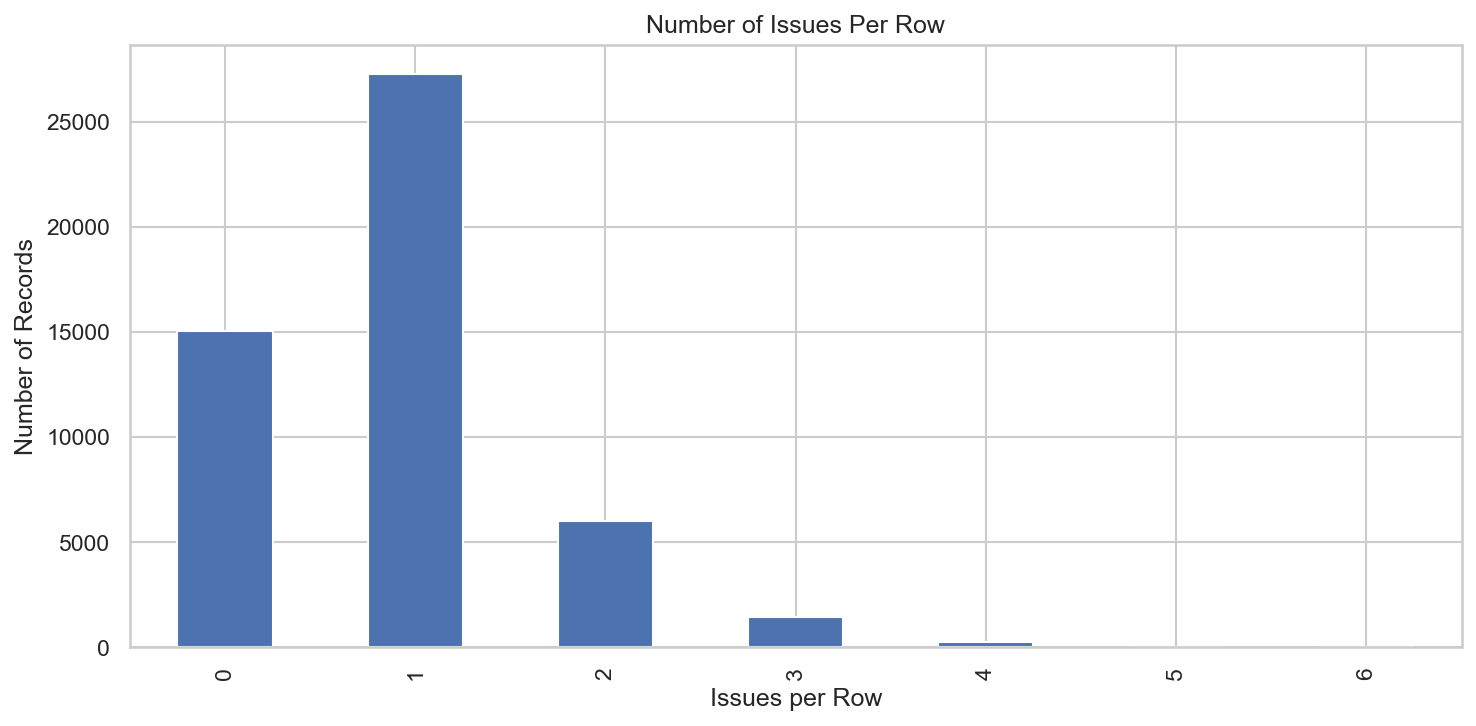 Number of Issues Per Row
Number of Records
25000
20000
15000
10000
5000
0
0 1 2 3 4 5 6
Issues per Row